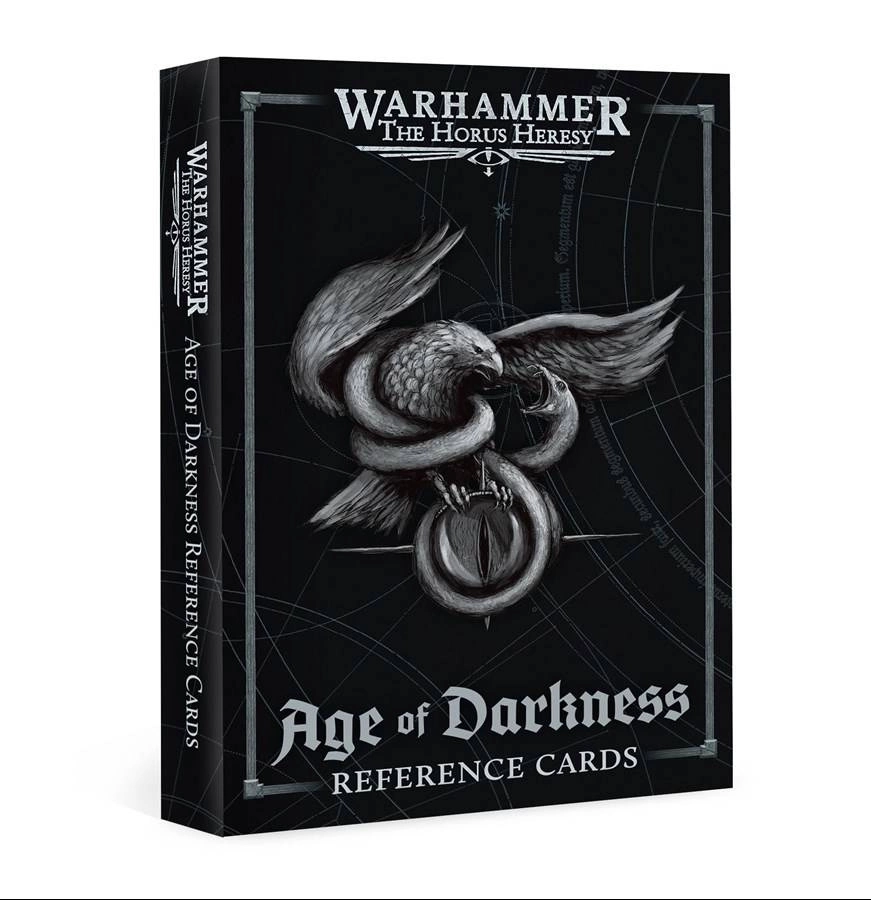 WARHAMMER
THE HORUS HERESY
Age of Darkness
REFERENCE CARDS
WARHAMMER
THE HORUS HERESY
AGE OF DARKNESS REFERENCE CARDS